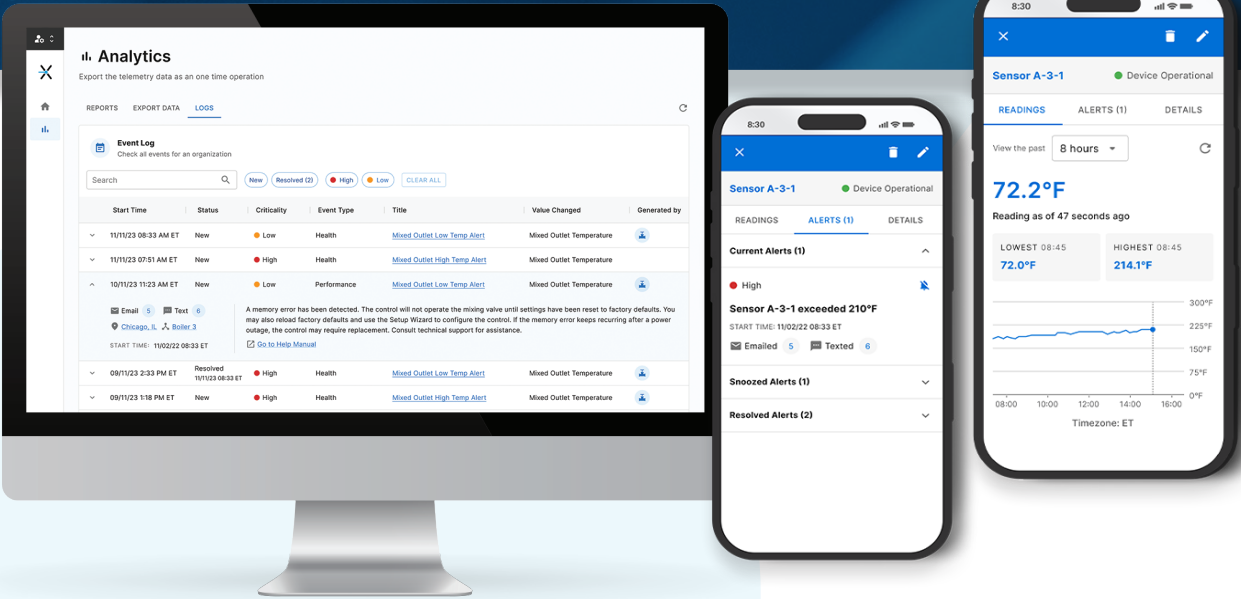 Analytics
Export the telemetry data as an one time operation
REPORTS EXPORT DATA LOGS
Event Log
Check all events for an organization
Search New Resolved (2) High Low CLEAR ALL
Start Time Status Criticality Event Type Title Value Changed Generated by
11/11/23 08:33 AM ET New Low Health Mixed Outlet Low Temp Alert Mixed Outlet Temperature
11/11/23 07:51 AM ET New High Health Mixed Outlet High Temp Alert Mixed Outlet Temperature
10/11/23 11:23 AM ET New Low Performance Mixed Outlet Low Temp Alert Mixed Outlet Temperature
Email 5 Text 6
Chicago, IL Boiler 3
START TIME: 11/02/22 08:33 ET
A memory error has been detected. The control will not operate the mixing valve until settings have been reset to factory defaults. You
may also reload factory defaults and use the Setup Wizard to configure the control. If the memory error keeps recurring after a power
outage, the control may require replacement. Consult technical support for assistance.
Go to Help Manual
09/11/23 2:33 PM ET Resolved 11/11/23 08:33 ET High Health Mixed Outlet Low Temp Alert Mixed Outlet Temperature
09/11/23 1:18 PM ET New High Health Mixed Outlet High Temp Alert Mixed Outlet Temperature
8:30
Sensor A-3-1 Device Operational
READINGS ALERTS (1) DETAILS
Current Alerts (1)
High
Sensor A-3-1 exceeded 210°F
START TIME: 11/02/22 08:33 ET
Emailed 5 Texted 6
Snoozed Alerts (1)
Resolved Alerts (2)
8:30
Sensor A-3-1 Device Operational
READINGS ALERTS (1) DETAILS
View the past 8 hours
72.2°F
Reading as of 47 seconds ago
LOWEST 08:45 HIGHEST 08:45
72.0°F 214.1°F
300°F
225°F
150°F
75°F
0°F
08:00 10:00 12:00 14:00 16:00
Timezone: ET